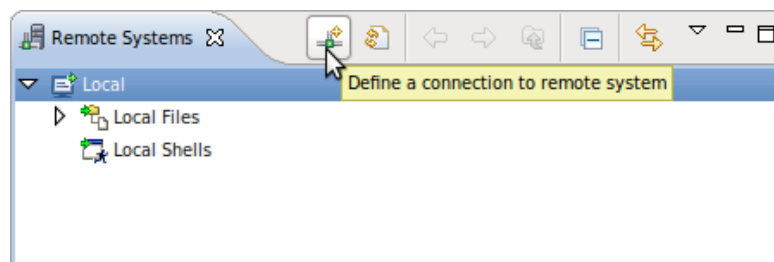 Remote Systems
Local
Define a connection to remote system
Local Files
Local Shells